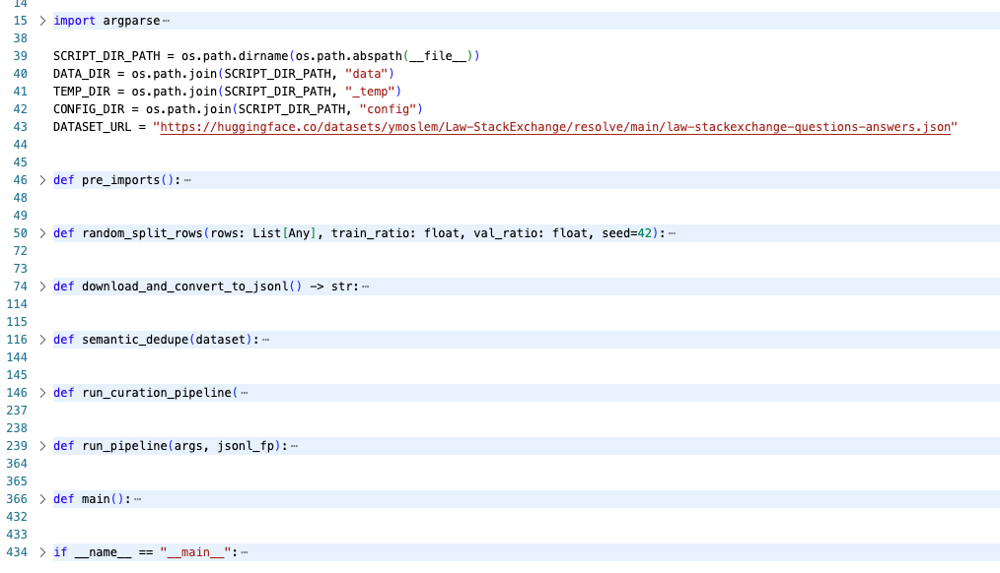 14
15 > import argparse ⋯
38
39 SCRIPT_DIR_PATH = os.path.dirname(os.path.abspath(__file__))
40 DATA_DIR = os.path.join(SCRIPT_DIR_PATH, "data")
41 TEMP_DIR = os.path.join(SCRIPT_DIR_PATH, "_temp")
42 CONFIG_DIR = os.path.join(SCRIPT_DIR_PATH, "config")
43 DATASET_URL = "https://huggingface.co/datasets/ymoslem/Law-StackExchange/resolve/main/law-stackexchange-questions-answers.json"
44
45
46 > def pre_imports(): ⋯
48
49
50 > def random_split_rows(rows: List[Any], train_ratio: float, val_ratio: float, seed=42): ⋯
72
73
74 > def download_and_convert_to_jsonl() -> str: ⋯
114
115
116 > def semantic_dedupe(dataset): ⋯
144
145
146 > def run_curation_pipeline( ⋯
237
238
239 > def run_pipeline(args, jsonl_fp): ⋯
364
365
366 > def main(): ⋯
432
433
434 > if __name__ == "__main__": ⋯